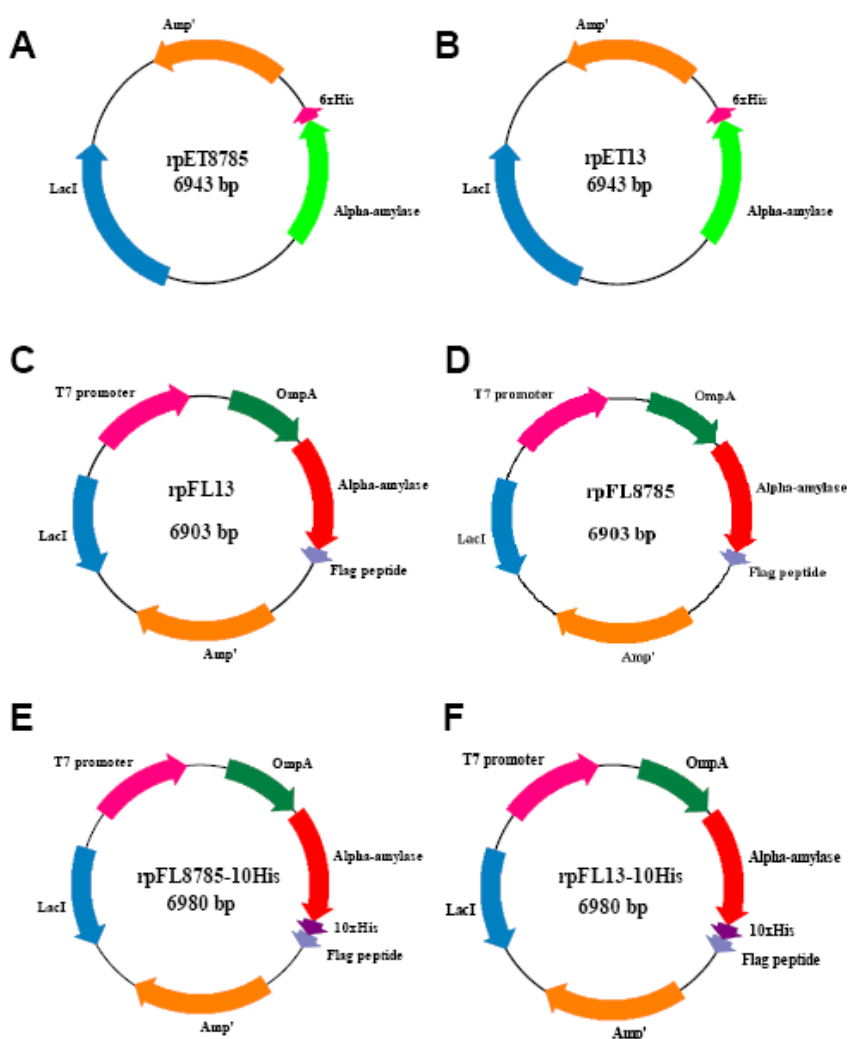 A
Amp'
6xHis
rpET8785
6943 bp
LacI
Alpha-amylase
B
Amp'
6xHis
rpET13
6943 bp
LacI
Alpha-amylase
C
T7 promoter
OmpA
rpFL13
6903 bp
Alpha-amylase
LacI
Flag peptide
Amp'
D
T7 promoter
OmpA
rpFL8785
6903 bp
Alpha-amylase
LacI
Flag peptide
Amp'
E
T7 promoter
OmpA
Alpha-amylase
rpFL8785-10His
6980 bp
LacI
10xHis
Flag peptide
Amp'
F
T7 promoter
OmpA
Alpha-amylase
rpFL13-10His
6980 bp
LacI
10xHis
Flag peptide
Amp'